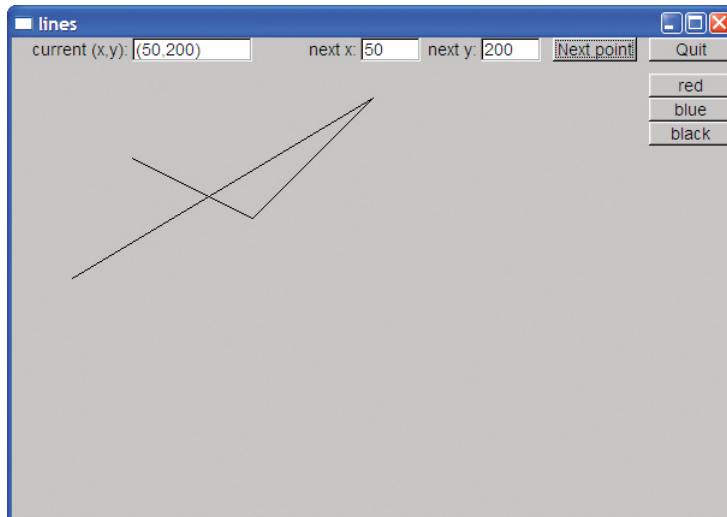 lines
current (x,y): (50,200) next x: 50 next y: 200 Next point Quit
red
blue
black